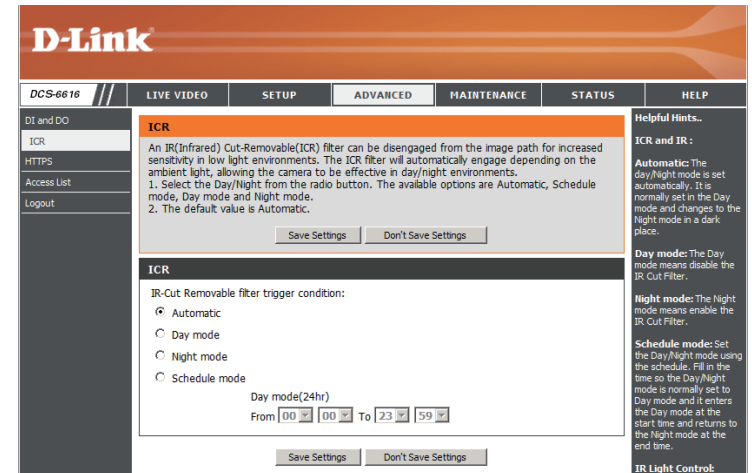 D-Link
DCS-6616
LIVE VIDEO
SETUP
ADVANCED
MAINTENANCE
STATUS
HELP
DI and DO
ICR
HTTPS
Access List
Logout
ICR
An IR(Infrared) Cut-Removable(ICR) filter can be disengaged from the image path for increased
sensitivity in low light environments. The ICR filter will automatically engage depending on the
ambient light, allowing the camera to be effective in day/night environments.
1. Select the Day/Night from the radio button. The available options are Automatic, Schedule
mode, Day mode and Night mode.
2. The default value is Automatic.
Save Settings
Don't Save Settings
ICR
IR-Cut Removable filter trigger condition:
Automatic
Day mode
Night mode
Schedule mode
Day mode(24hr)
From 00 00 To 23 59
Save Settings
Don't Save Settings
Helpful Hints..
ICR and IR :
Automatic: The
day/Night mode is set
automatically. It is
normally set in the Day
mode and changes to the
Night mode in a dark
place.
Day mode: The Day
mode means disable the
IR Cut Filter.
Night mode: The Night
mode means enable the
IR Cut Filter.
Schedule mode: Set
the Day/Night mode using
the schedule. Fill in the
time so the Day/Night
mode is normally set to
Day mode and it enters
the Day mode at the
start time and returns to
the Night mode at the
end time.
IR Light Control: